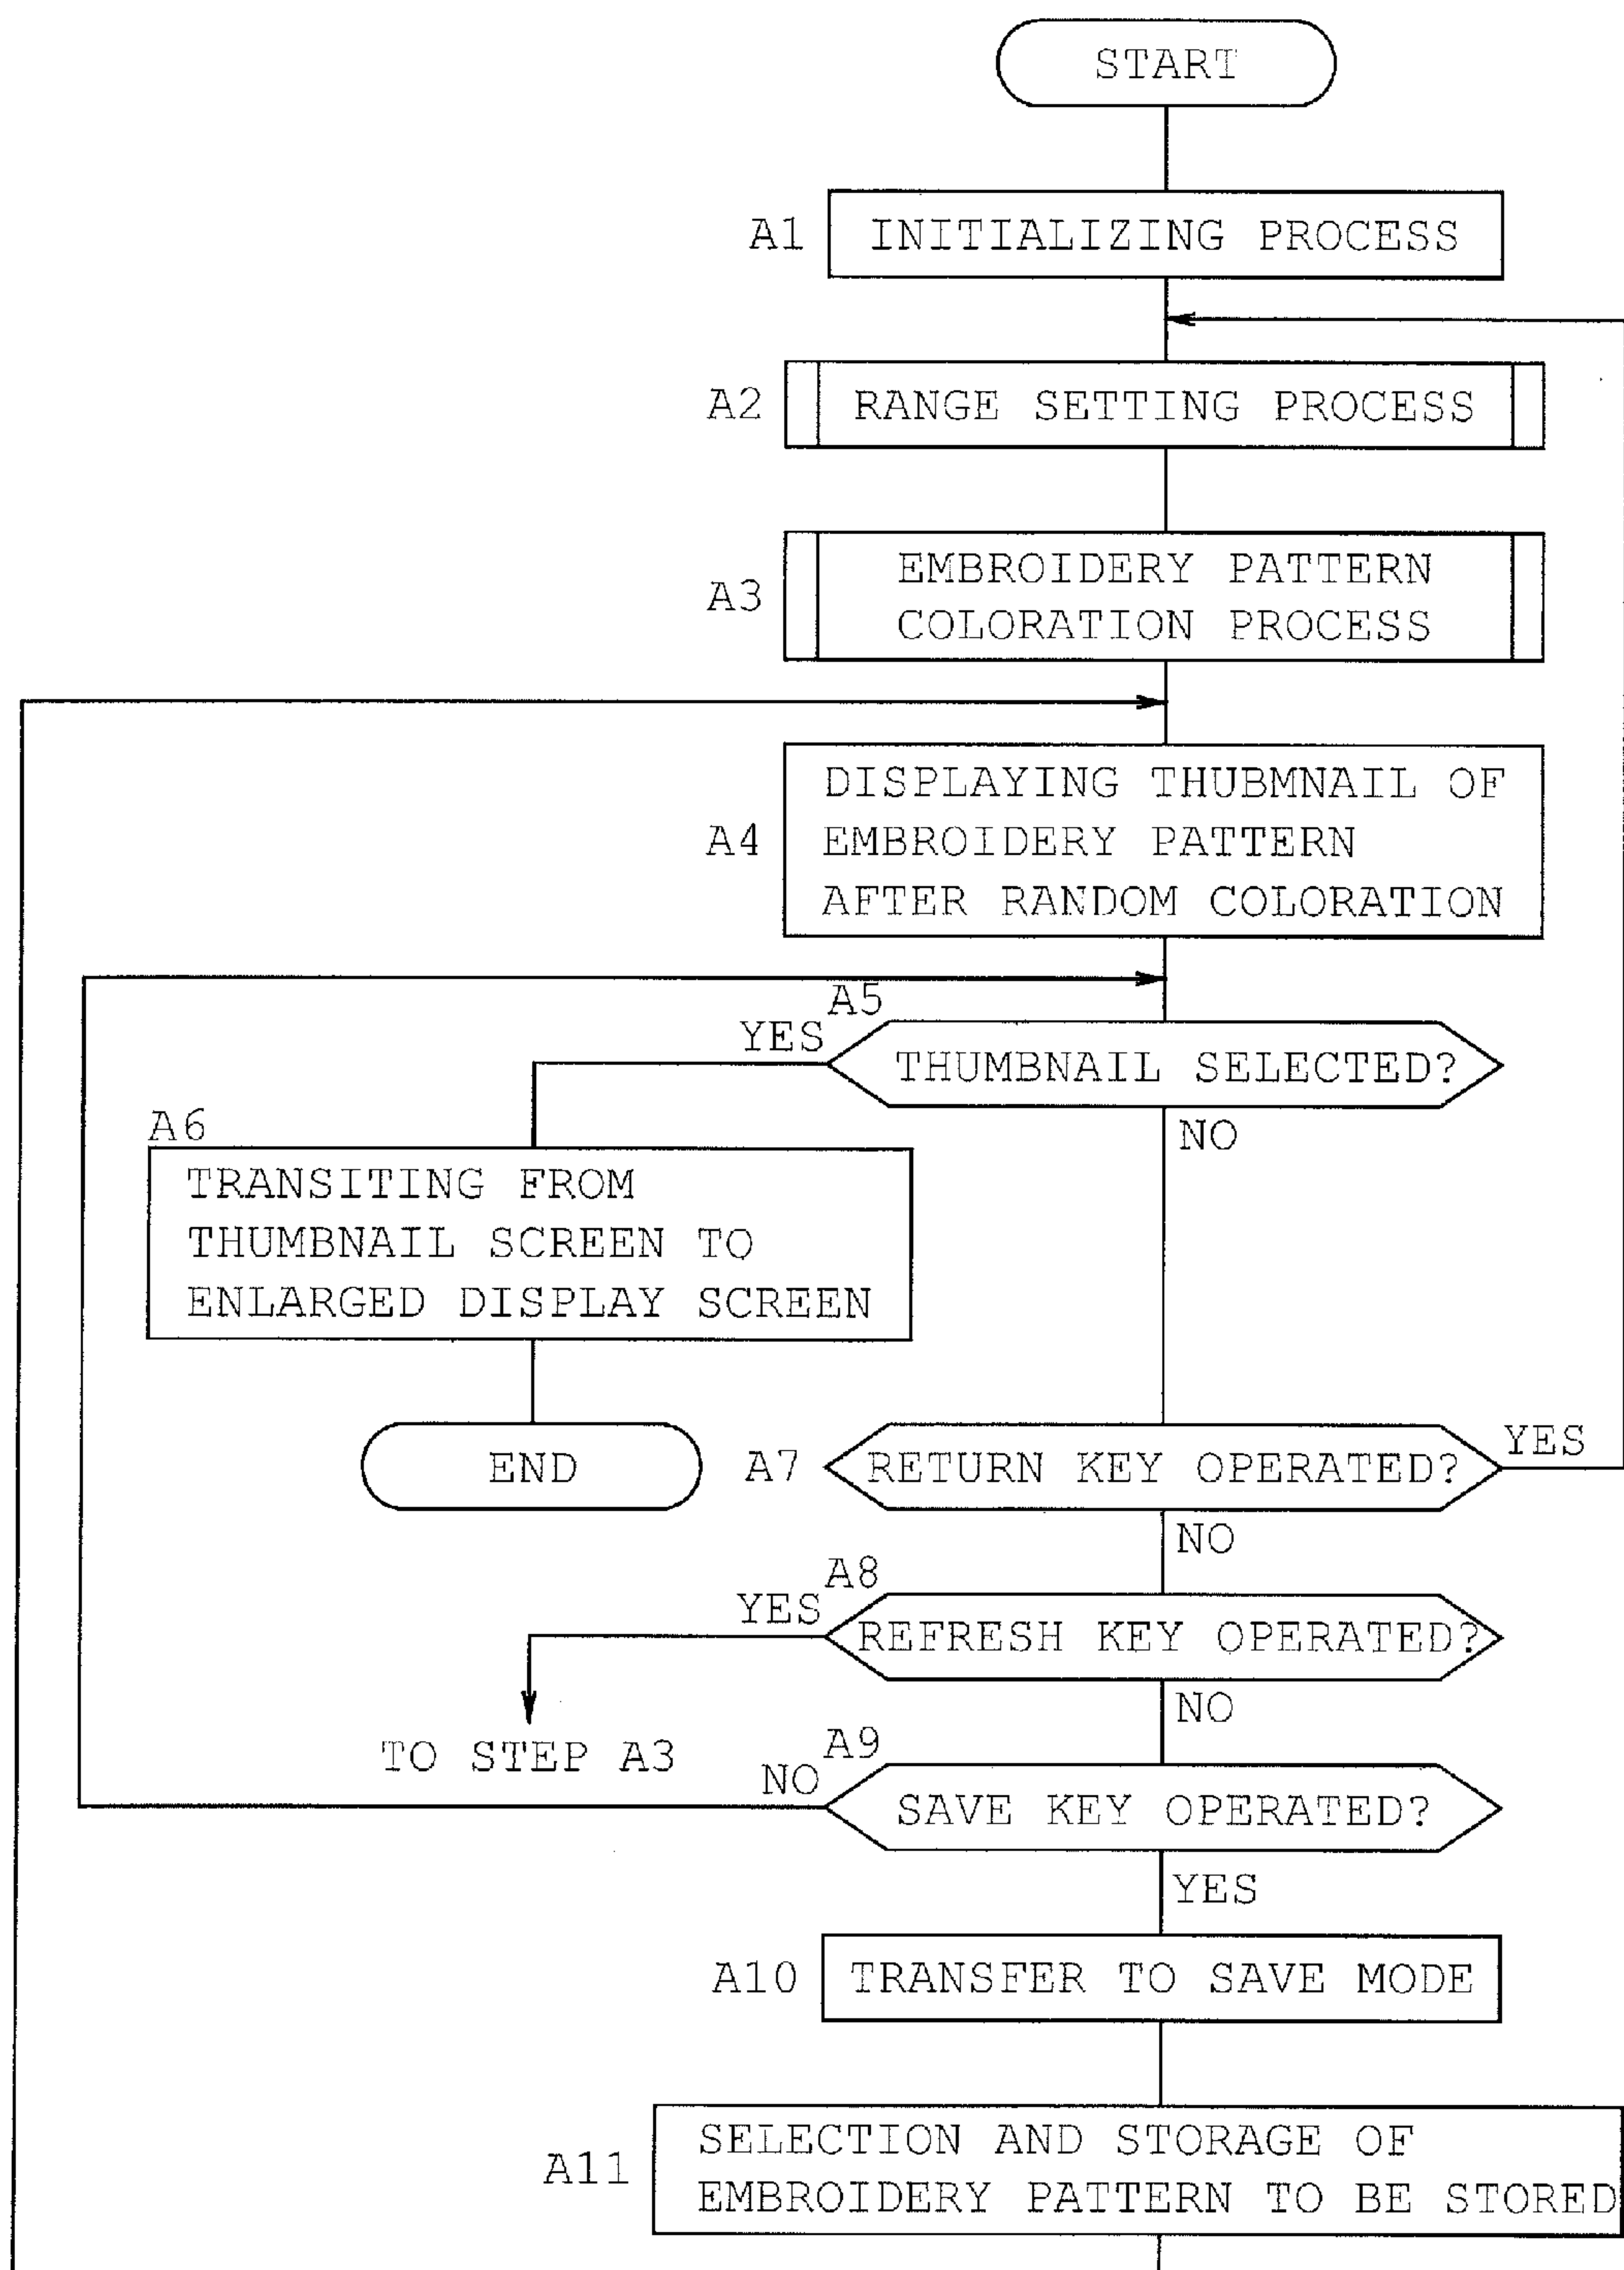 START
A1 INITIALIZING PROCESS
A2 RANGE SETTING PROCESS
A3 EMBROIDERY PATTERN
COLORATION PROCESS
A4 DISPLAYING THUBMNAIL OF
EMBROIDERY PATTERN
AFTER RANDOM COLORATION
A5
YES
THUMBNAIL SELECTED?
NO
A6
TRANSITING FROM
THUMBNAIL SCREEN TO
ENLARGED DISPLAY SCREEN
END
A7 RETURN KEY OPERATED? YES
NO
A8
YES
REFRESH KEY OPERATED?
NO
TO STEP A3
A9
NO
SAVE KEY OPERATED?
YES
A10 TRANSFER TO SAVE MODE
A11 SELECTION AND STORAGE OF
EMBROIDERY PATTERN TO BE STORED